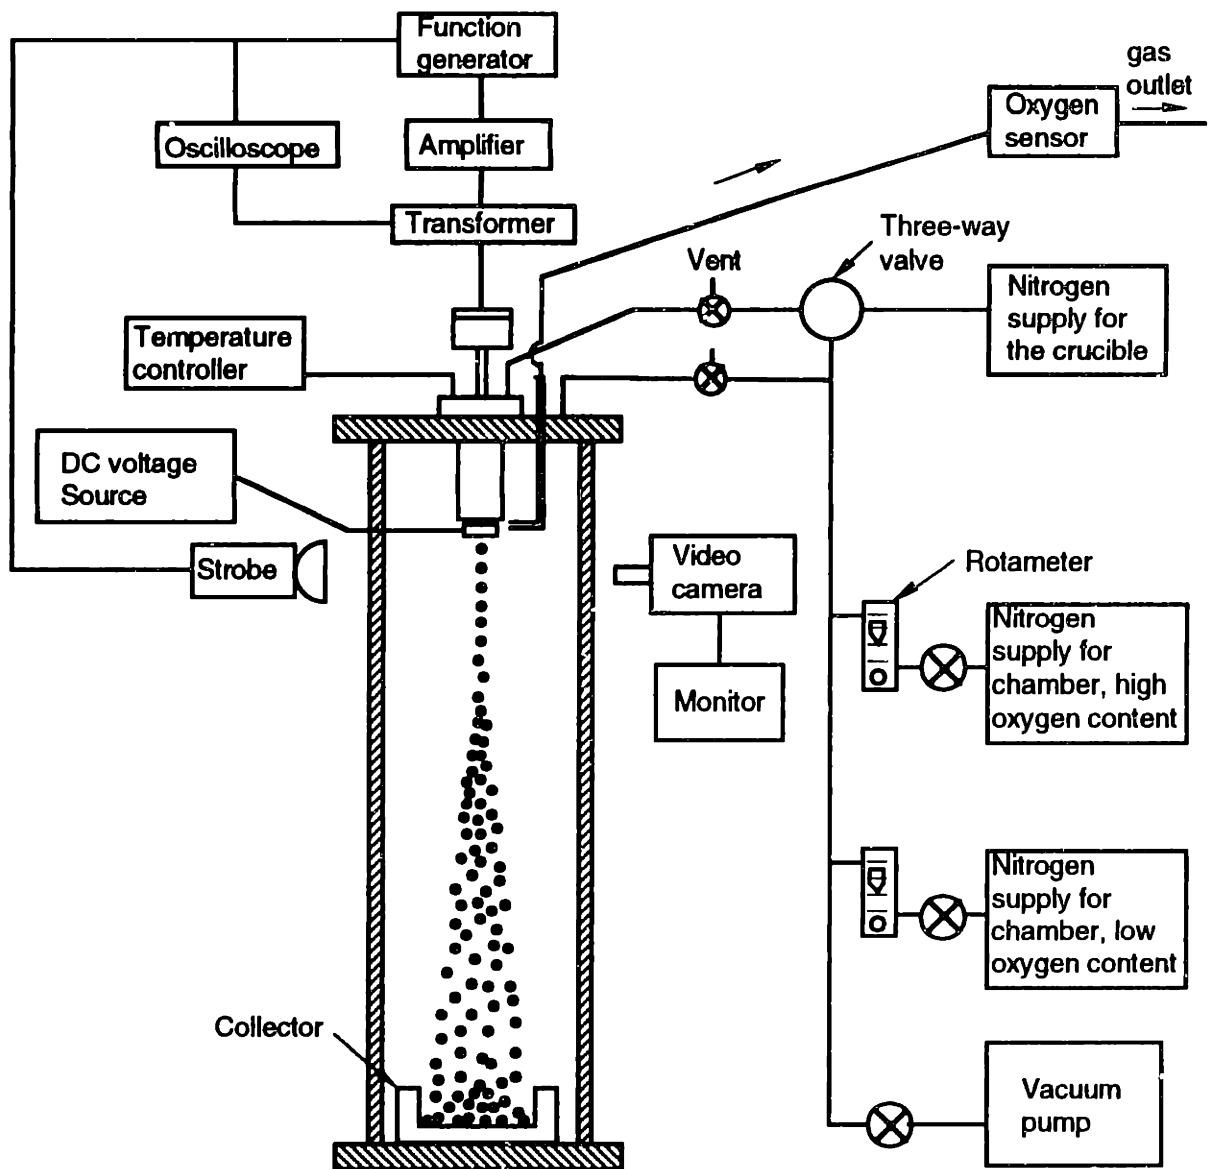 Function
generator
gas
outlet
Oxygen
sensor
Oscilloscope
Amplifier
Transformer
Three-way
valve
Vent
Nitrogen
supply for
the crucible
Temperature
controller
DC voltage
Source
Strobe
Video
camera
Rotameter
Nitrogen
supply for
chamber, high
oxygen content
Monitor
Nitrogen
supply for
chamber, low
oxygen content
Collector
Vacuum
pump